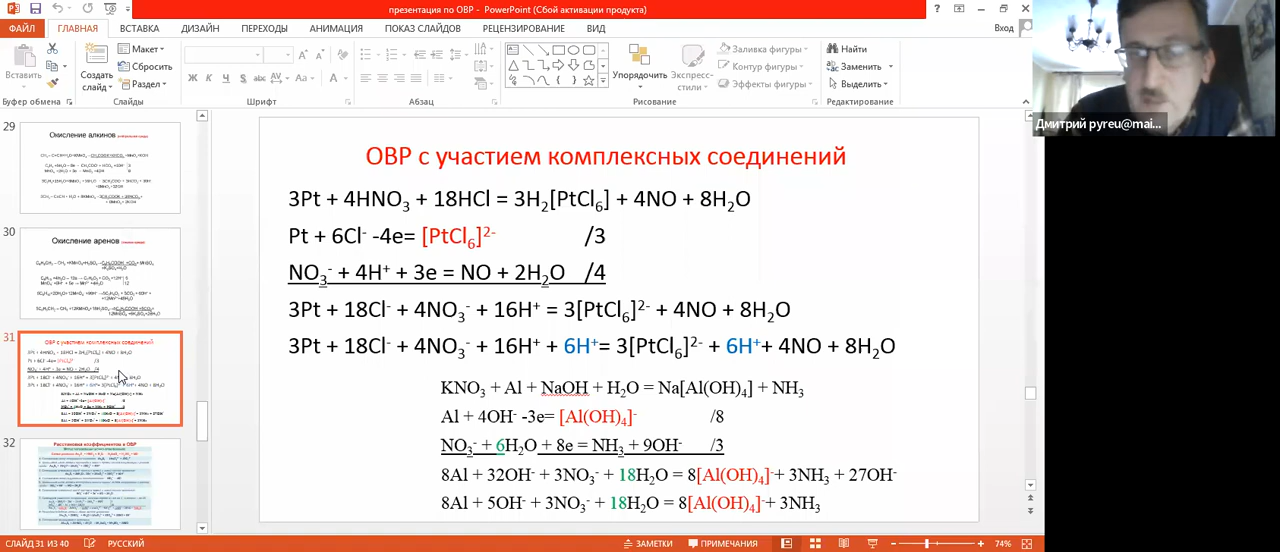 презентация по ОВР - PowerPoint (Сбой активации продукта)
ФАЙЛ ГЛАВНАЯ ВСТАВКА ДИЗАЙН ПЕРЕХОДЫ АНИМАЦИЯ ПОКАЗ СЛАЙДОВ РЕЦЕНЗИРОВАНИЕ ВИД Вход
Вставить
Создать слайд
Макет
Сбросить
Раздел
Ж К Ч S abc AV Aa А
Упорядочить
Экспресс-стили
Заливка фигуры
Контур фигуры
Эффекты фигуры
Найти
Заменить
Выделить
Буфер обмена Слайды Шрифт Абзац Рисование Редактирование
Дмитрий pyreu@mai...
29
Окисление алкинов
30
Окисление аренов
31
ОВР с участием комплексных соединений
32
Расстановка коэффициентов в ОВР
ОВР с участием комплексных соединений
3Pt + 4HNO₃ + 18HCl = 3H₂[PtCl₆] + 4NO + 8H₂O
Pt + 6Cl⁻ -4e= [PtCl₆]²⁻ /3
NO₃⁻ + 4H⁺ + 3e = NO + 2H₂O /4
3Pt + 18Cl⁻ + 4NO₃⁻ + 16H⁺ = 3[PtCl₆]²⁻ + 4NO + 8H₂O
3Pt + 18Cl⁻ + 4NO₃⁻ + 16H⁺ + 6H⁺= 3[PtCl₆]²⁻ + 6H⁺+ 4NO + 8H₂O
KNO₃ + Al + NaOH + H₂O = Na[Al(OH)₄] + NH₃
Al + 4OH⁻ -3e= [Al(OH)₄]⁻ /8
NO₃⁻ + 6H₂O + 8e = NH₃ + 9OH⁻ /3
8Al + 32OH⁻ + 3NO₃⁻ + 18H₂O = 8[Al(OH)₄]⁻+ 3NH₃ + 27OH⁻
8Al + 5OH⁻ + 3NO₃⁻ + 18H₂O = 8[Al(OH)₄]⁻+ 3NH₃
СЛАЙД 31 ИЗ 40 РУССКИЙ ЗАМЕТКИ ПРИМЕЧАНИЯ 74%